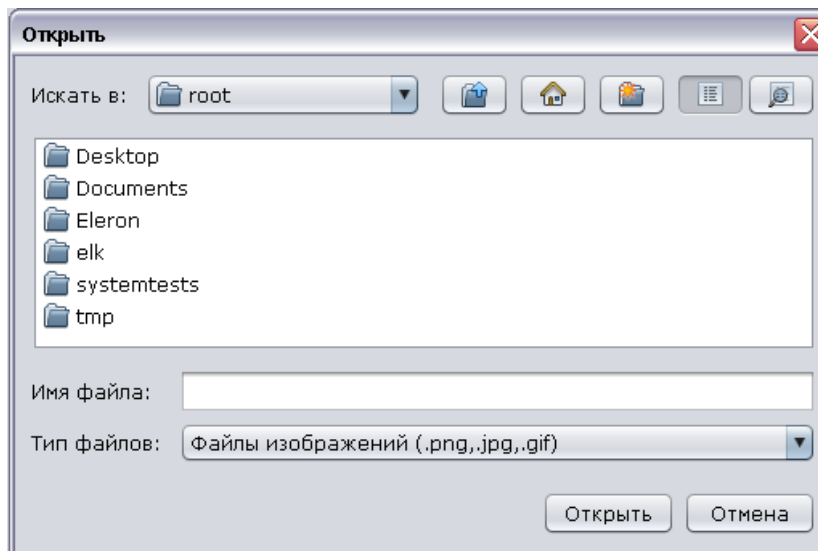 Открыть
Искать в: root
Desktop
Documents
Eleron
elk
systemtests
tmp
Имя файла:
Тип файлов: Файлы изображений (.png,.jpg,.gif)
Открыть Отмена